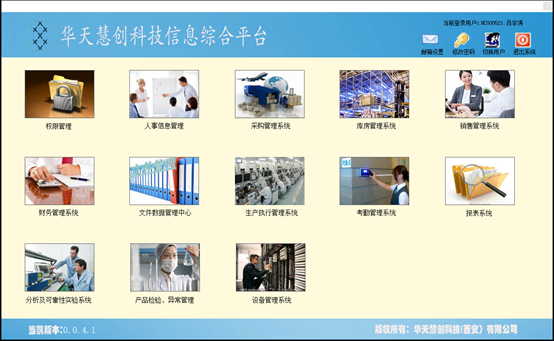 当前登录用户：HC000021 吕宇涛
华天慧创科技信息综合平台
邮箱设置 修改密码 切换用户 退出系统
权限管理 人事信息管理 采购管理系统 库房管理系统 销售管理系统
财务管理系统 文件数据管理中心 生产执行管理系统 考勤管理系统 报表系统
分析及可靠性实验系统 产品检验、异常管理 设备管理系统
当前版本：0.0.4.1 版权所有：华天慧创科技(西安）有限公司